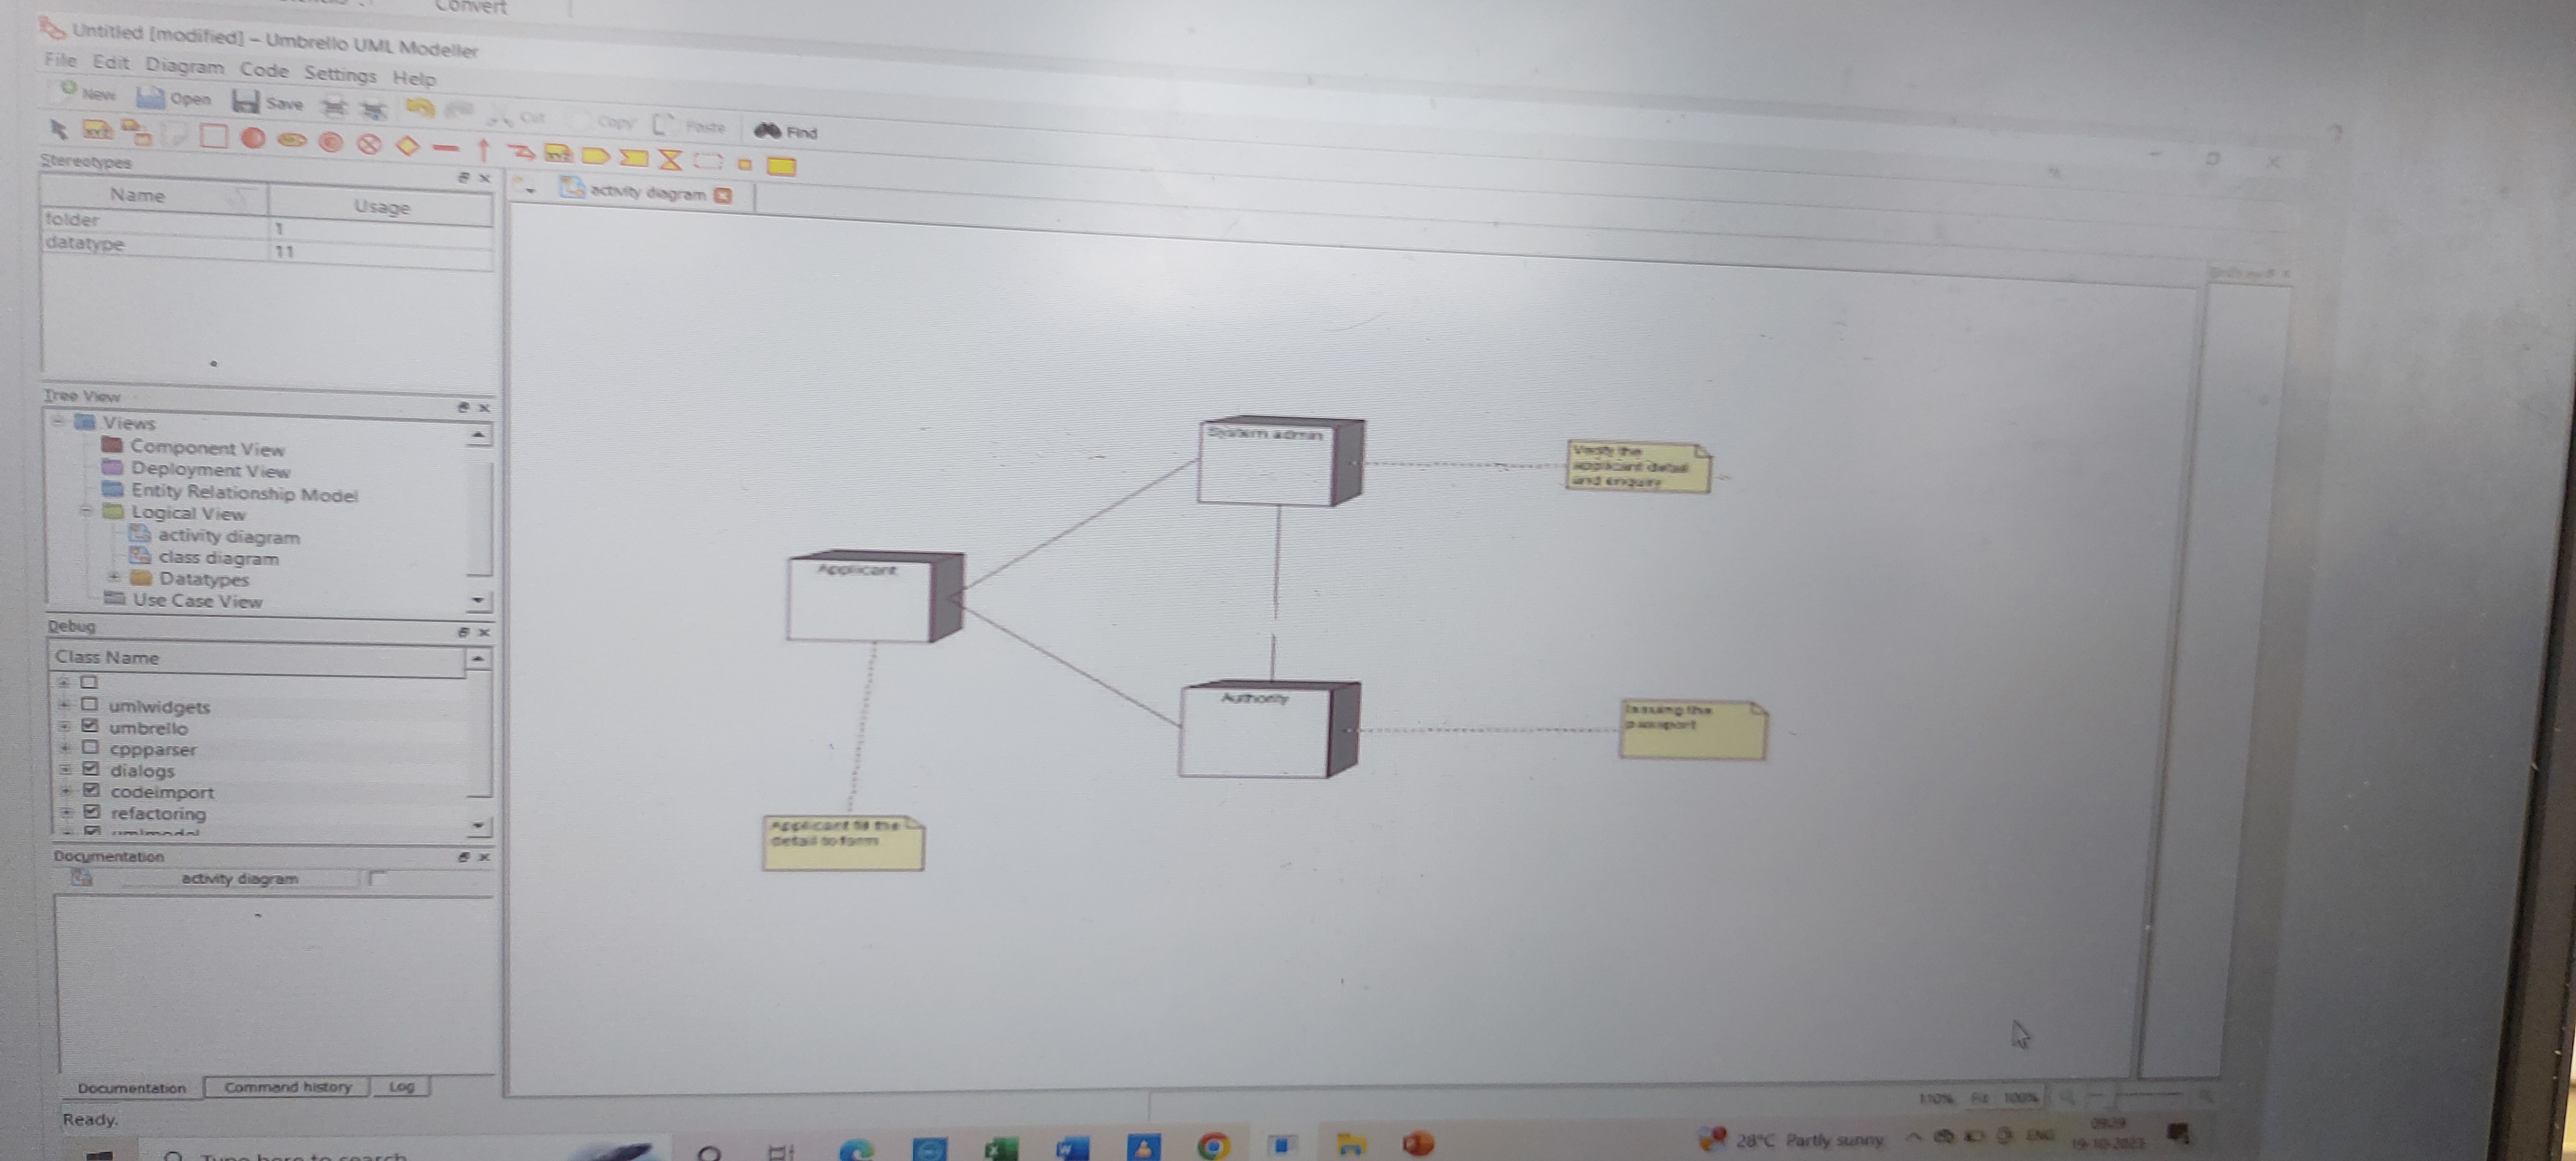 Convert
Untitled [modified] – Umbrello UML Modeller
File Edit Diagram Code Settings Help
New Open Save Cut Copy Paste Find
Stereotypes
activity diagram
Name Usage
folder 1
datatype 11
Tree View
Views
Component View
Deployment View
Entity Relationship Model
Logical View
activity diagram
class diagram
Datatypes
Use Case View
Debug
Class Name
umlwidgets
umbrello
cppparser
dialogs
codeimport
refactoring
umlmodel
Documentation
activity diagram
System admin
Verify the
applicant detail
and enquiry
Applicant
Authority
Issuing the
passport
Applicant fill the
detail to form
Documentation Command history Log
Ready.
110% Fit 100%
Type here to search
28°C Partly sunny
ENG
09:29
19-10-2023